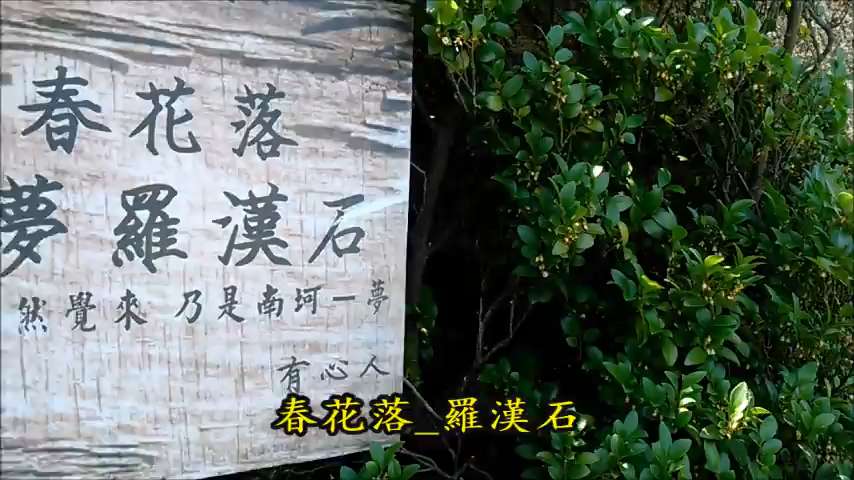 春花落
夢羅漢石
然覺來 乃是南坷一夢
有心人
春花落_羅漢石